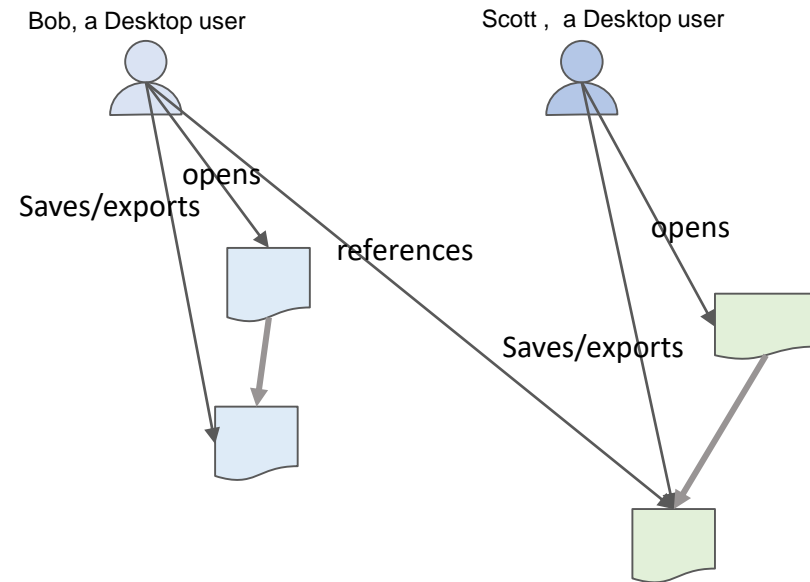 Bob, a Desktop user
Scott ,  a Desktop user
opens
Saves/exports
references
opens
Saves/exports